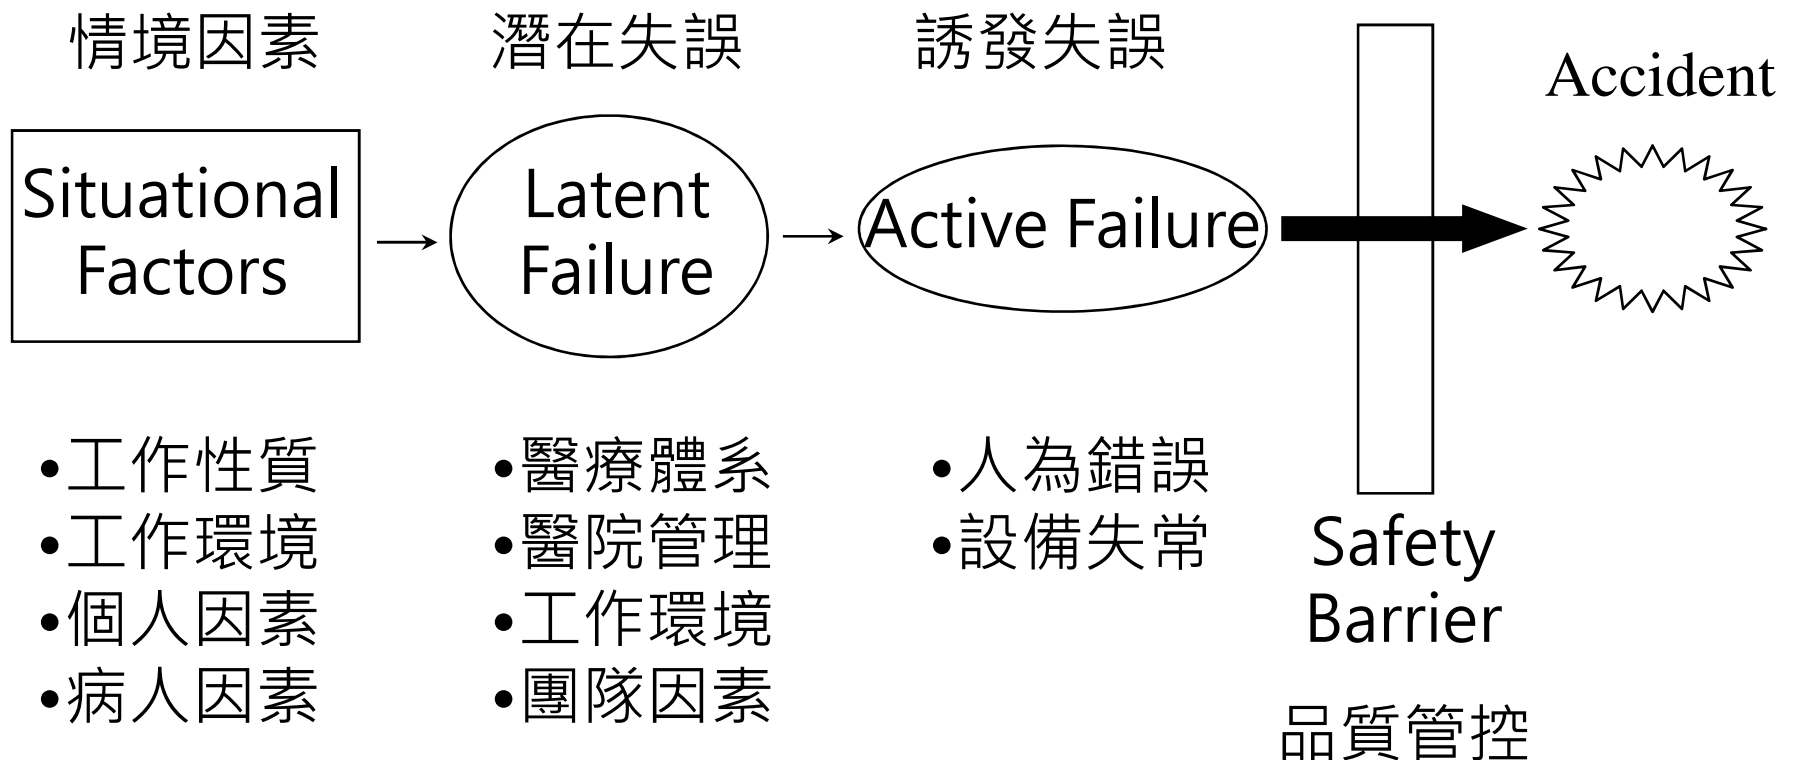 情境因素
潛在失誤
誘發失誤
Accident
Situational
Factors
Latent
Failure
Active Failure
•工作性質
•工作環境
•個人因素
•病人因素
•醫療體系
•醫院管理
•工作環境
•團隊因素
•人為錯誤
•設備失常
Safety
Barrier
品質管控